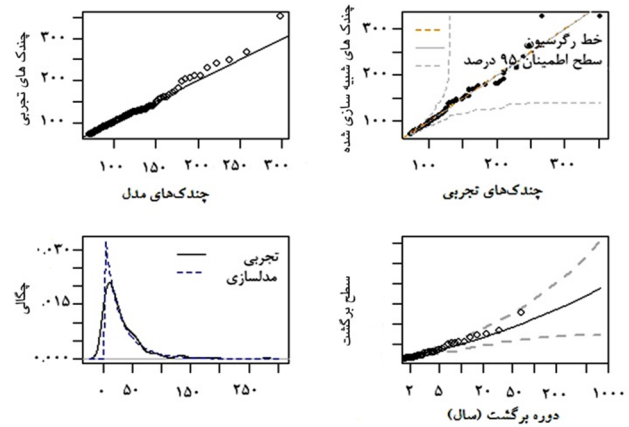 چندک های تجربی
۳۰۰
۲۰۰
۱۰۰
۱۰۰ ۱۵۰ ۲۰۰ ۲۵۰ ۳۰۰
چندک‌های مدل
چندک های شبیه سازی شده
۳۰۰
۲۰۰
۱۰۰
خط رگرسیون
سطح اطمینان ۹۵ درصد
۱۰۰ ۲۰۰ ۳۰۰
چندک‌های تجربی
چگالی
۰.۰۳۰
۰.۰۱۵
۰.۰۰۰
تجربی
مدلسازی
۰ ۵۰ ۱۵۰ ۲۵۰
سطح برگشت
۲ ۵ ۲۰ ۵۰ ۲۰۰ ۱۰۰۰
دوره برگشت (سال)